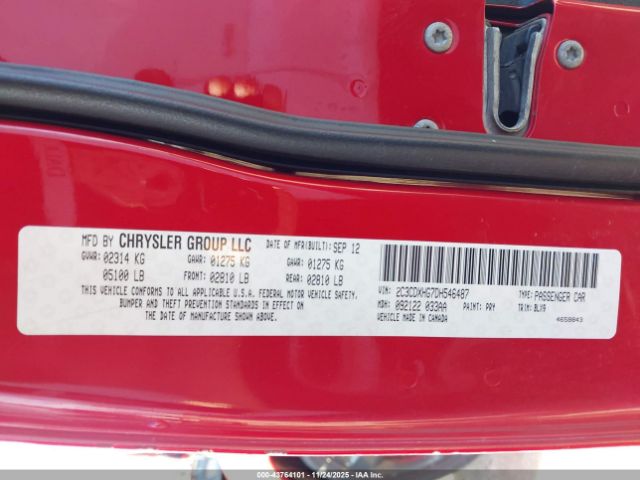 MFD BY CHRYSLER GROUP LLC
DATE OF MFR(BUILT): SEP 12
GVWR: 02314 KG
GAWR: 01275 KG
GAWR: 01275 KG
05100 LB
FRONT: 02810 LB
REAR: 02810 LB
THIS VEHICLE CONFORMS TO ALL APPLICABLE U.S.A. FEDERAL MOTOR VEHICLE SAFETY,
BUMPER AND THEFT PREVENTION STANDARDS IN EFFECT ON THE DATE OF
MANUFACTURE SHOWN ABOVE.
VIN: 2C3CDXHG7DH546487
TYPE: PASSENGER CAR
MDH: 092122 033AA
PAINT: PRY
TRIM: BLX9
VEHICLE MADE IN CANADA
4658843
000-43764101 - 11/24/2025 - IAA Inc. ©